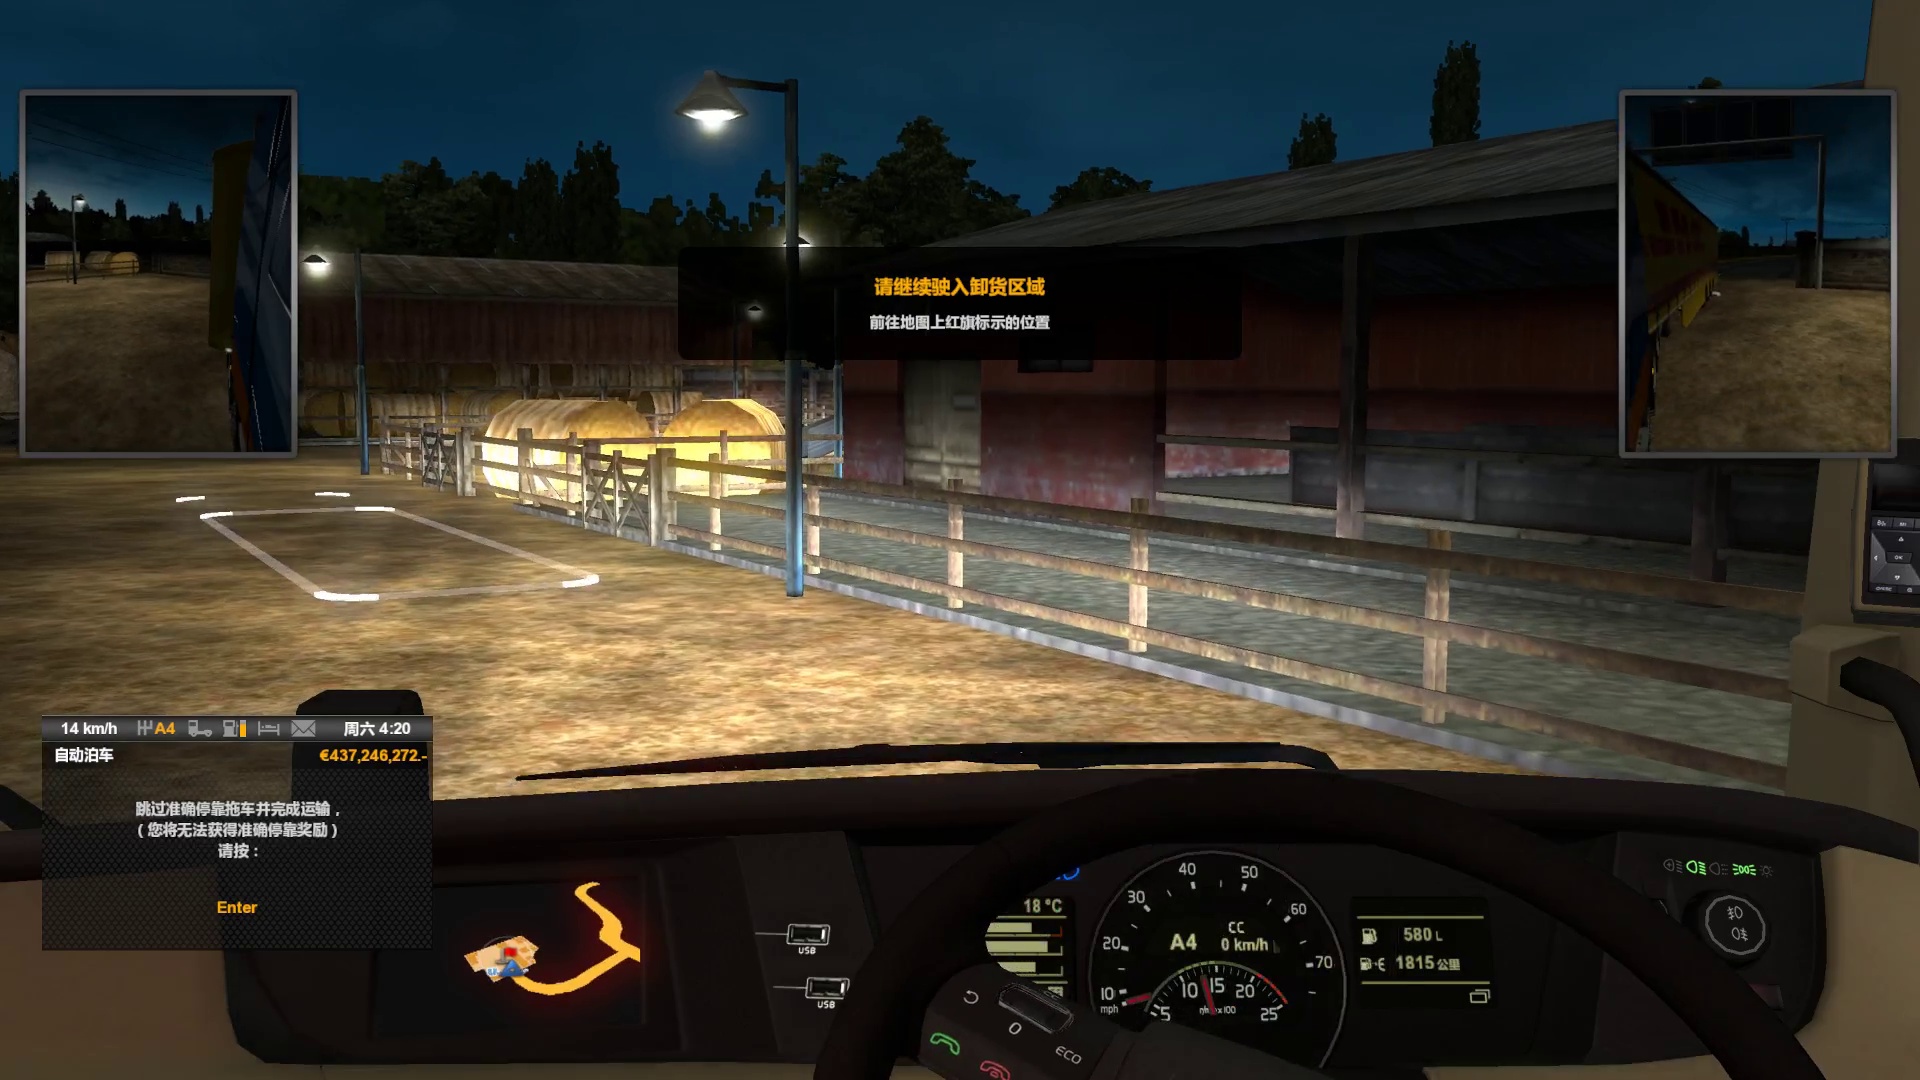 请继续驶入卸货区域
前往地图上红旗标示的位置
14 km/h A4 周六 4:20
自动泊车 €437,246,272.-
跳过准确停靠拖车并完成运输，
（您将无法获得准确停靠奖励）
请按：
Enter
USB
USB
18 °C
10 20 30 40 50 60 70
mph
CC
A4 0 km/h
5 10 15 20 25
580 L
1815 公里
0
ECO
OK